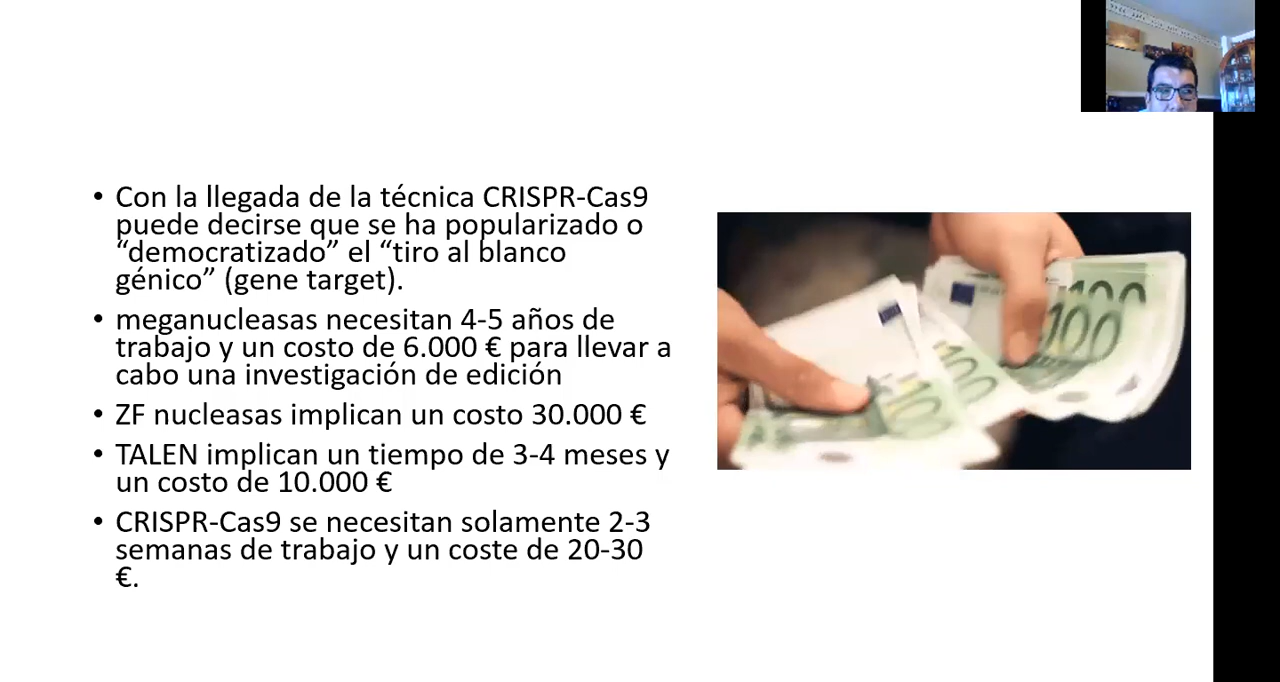 • Con la llegada de la técnica CRISPR-Cas9
puede decirse que se ha popularizado o
“democratizado” el “tiro al blanco
génico” (gene target).
• meganucleasas necesitan 4-5 años de
trabajo y un costo de 6.000 € para llevar a
cabo una investigación de edición
• ZF nucleasas implican un costo 30.000 €
• TALEN implican un tiempo de 3-4 meses y
un costo de 10.000 €
• CRISPR-Cas9 se necesitan solamente 2-3
semanas de trabajo y un coste de 20-30
€.
100
100
100
100